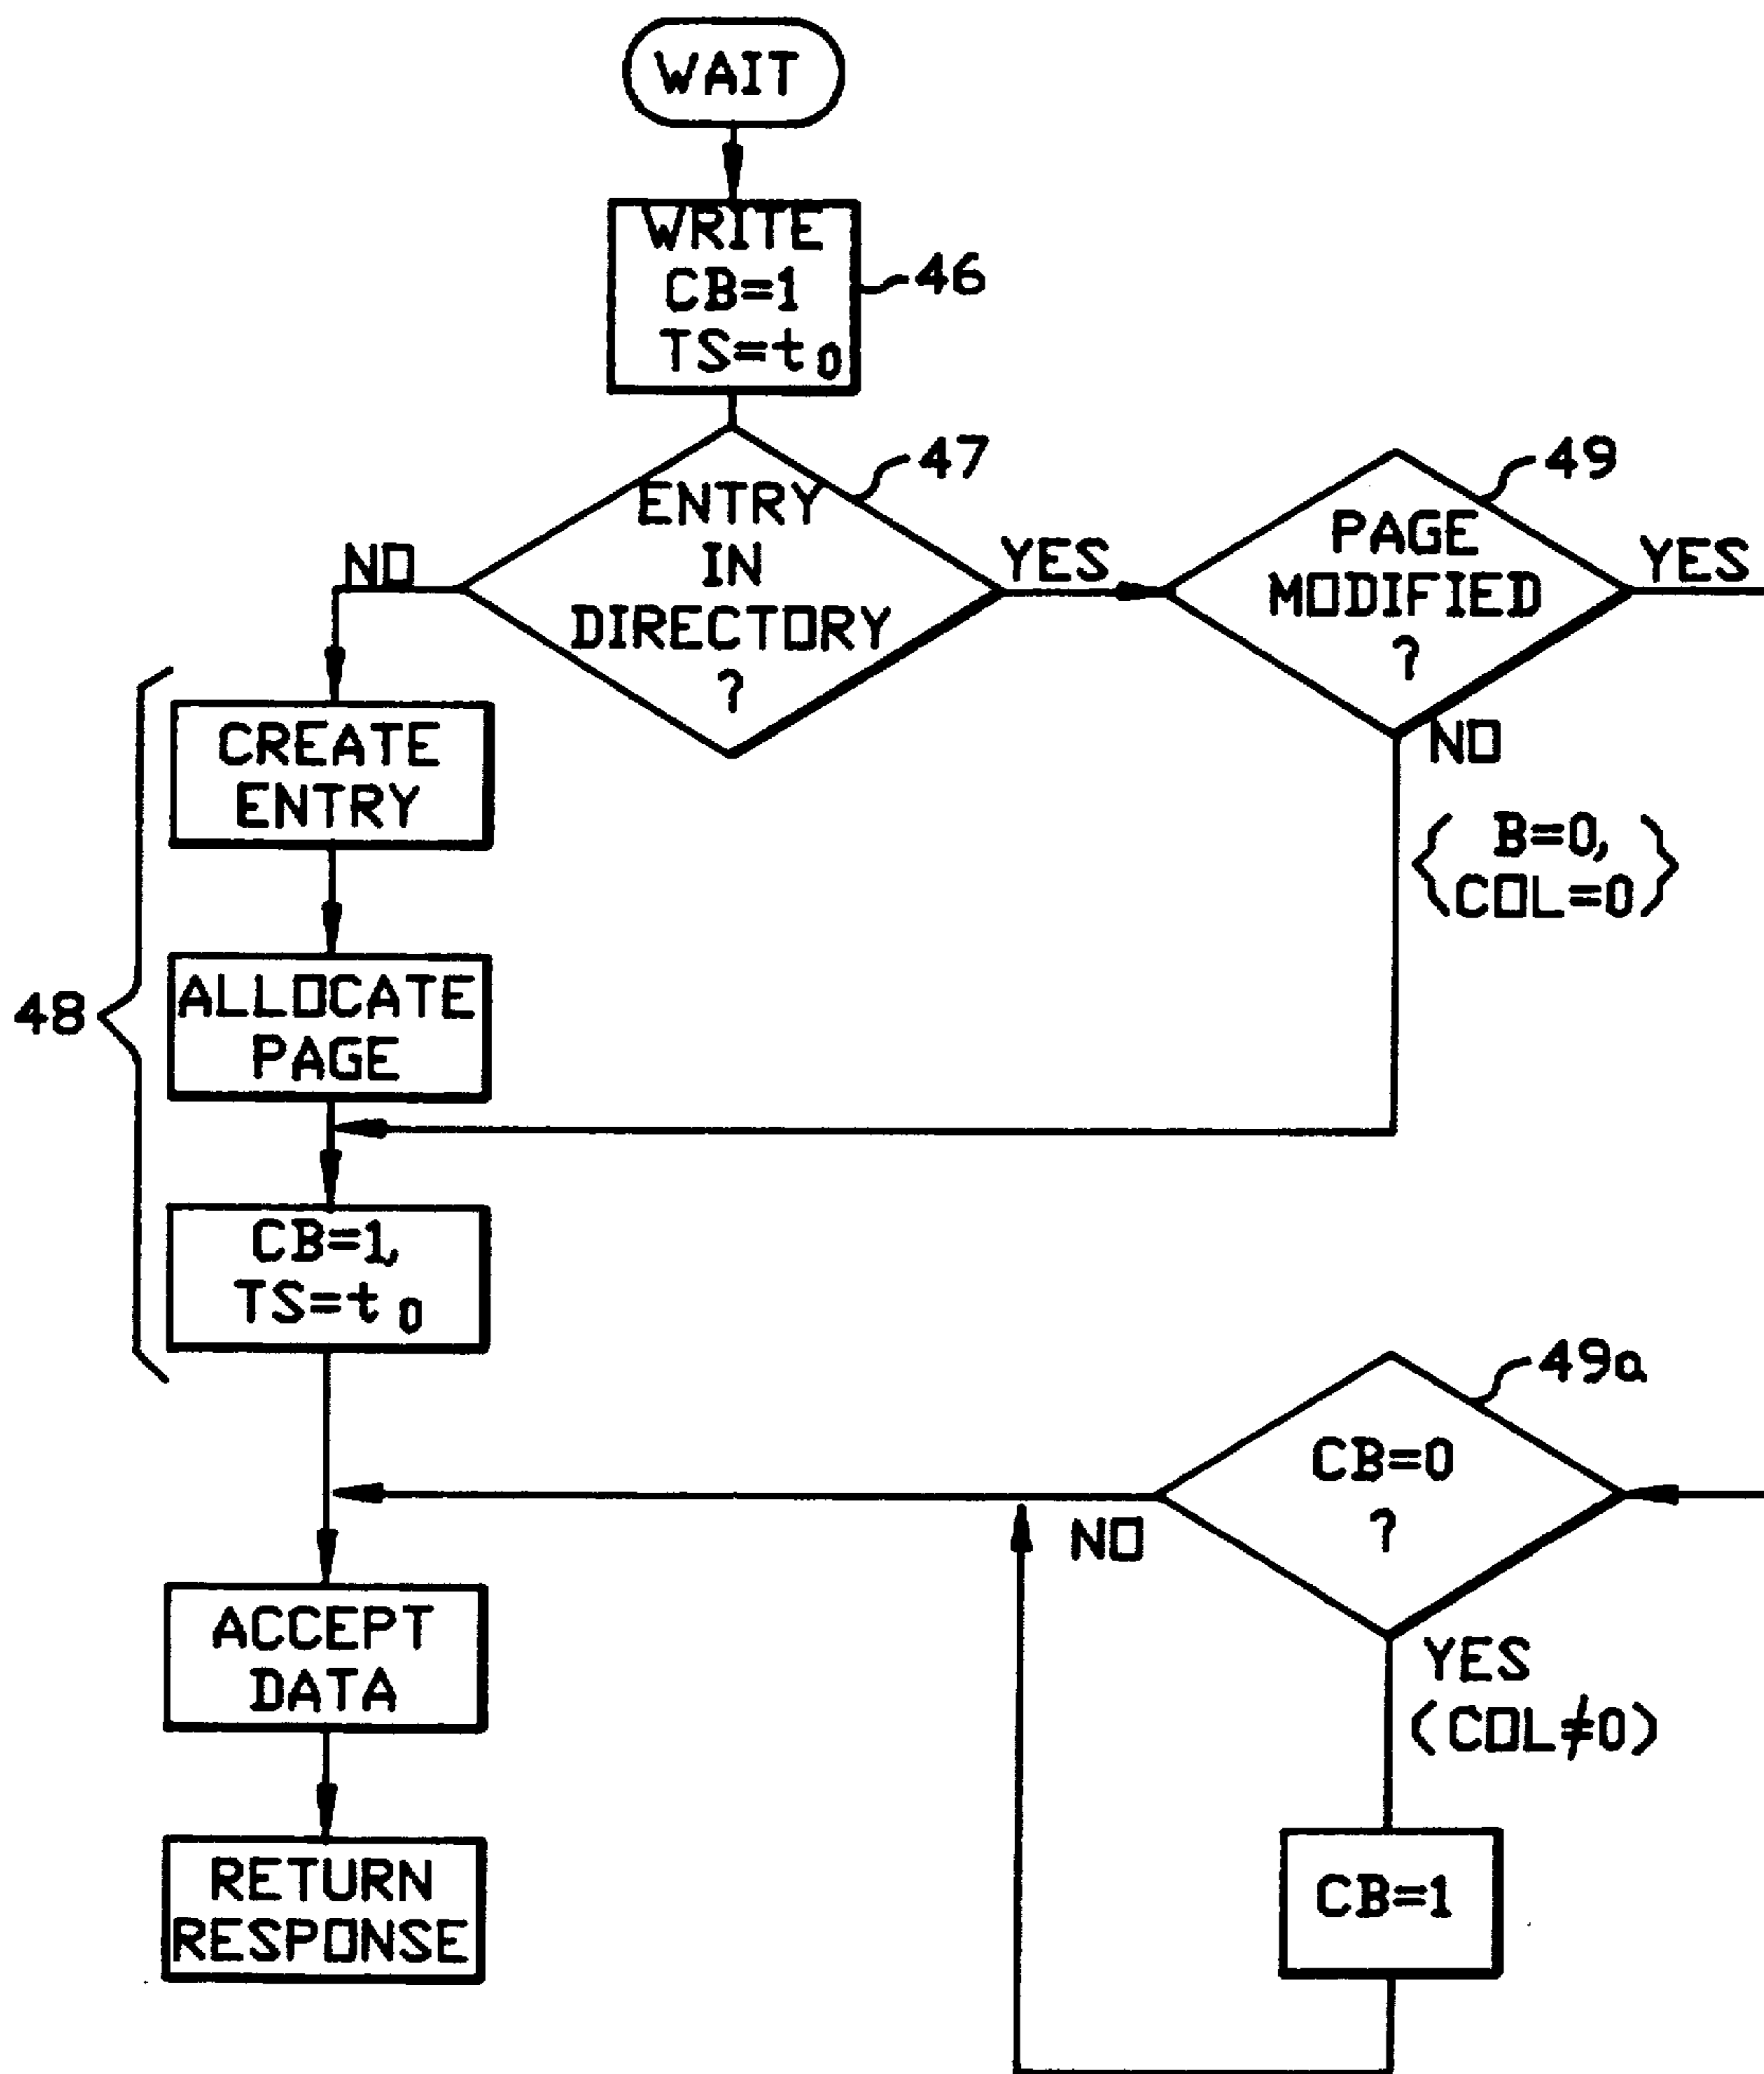 WAIT
WRITE
CB=1
TS=t₀
46
ENTRY
IN
DIRECTORY
?
47
NO
YES
PAGE
MODIFIED
?
49
YES
NO
{ B=0,
COL=0 }
48
CREATE
ENTRY
ALLOCATE
PAGE
CB=1,
TS=t₀
CB=0
?
49a
NO
YES
(COL≠0)
CB=1
ACCEPT
DATA
RETURN
RESPONSE